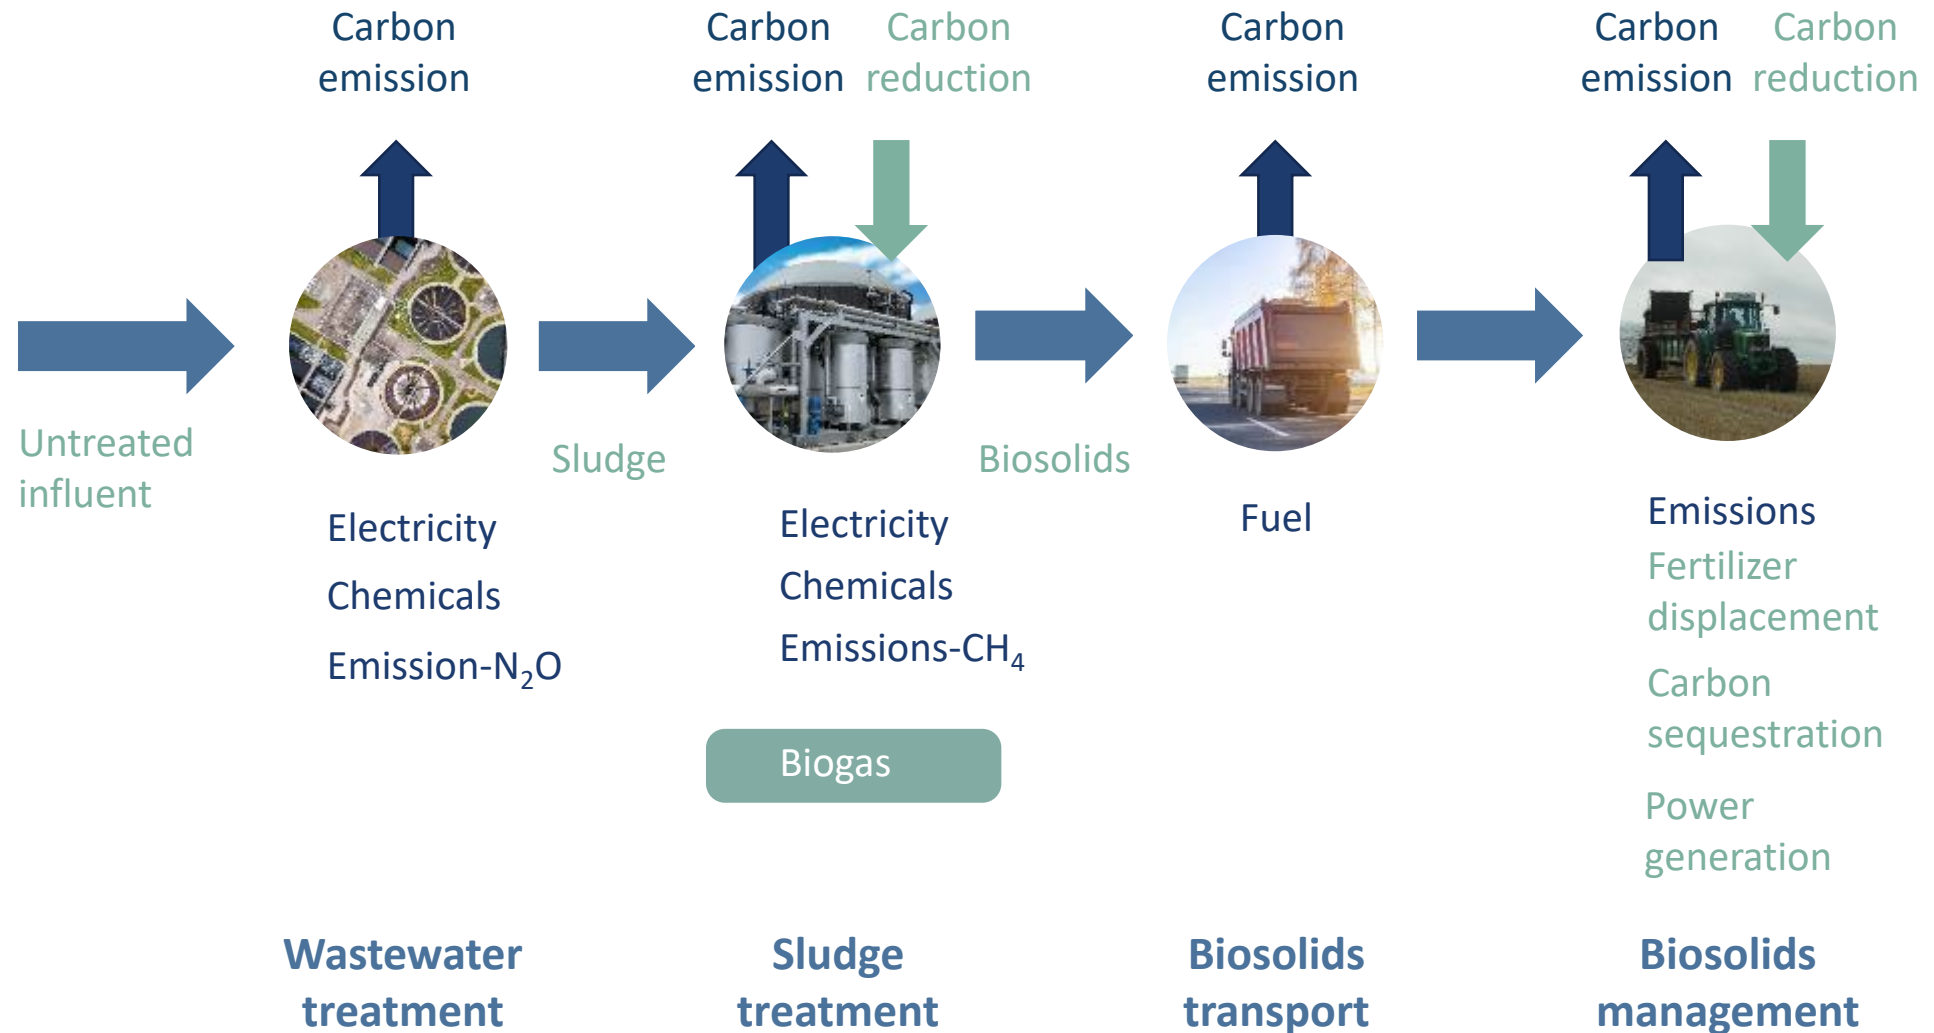 Carbon
emission
Carbon
emission
Carbon
reduction
Carbon
emission
Carbon
emission
Carbon
reduction
Untreated
influent
Sludge
Biosolids
Electricity
Chemicals
Emission-N₂O
Electricity
Chemicals
Emissions-CH₄
Biogas
Fuel
Emissions
Fertilizer
displacement
Carbon
sequestration
Power
generation
Wastewater
treatment
Sludge
treatment
Biosolids
transport
Biosolids
management